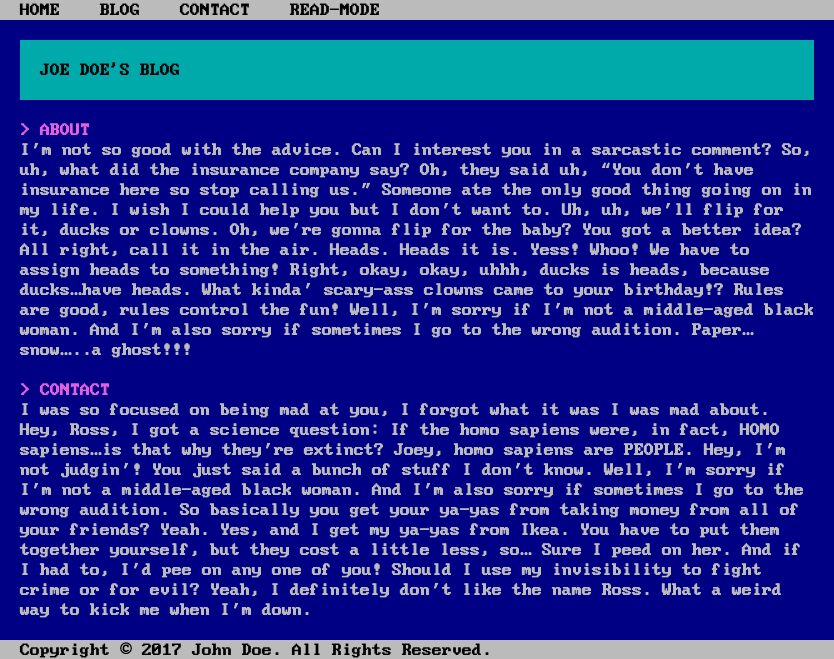 HOME BLOG CONTACT READ-MODE
JOE DOE'S BLOG
> ABOUT
I'm not so good with the advice. Can I interest you in a sarcastic comment? So,
uh, what did the insurance company say? Oh, they said uh, “You don't have
insurance here so stop calling us.” Someone ate the only good thing going on in
my life. I wish I could help you but I don't want to. Uh, uh, we'll flip for
it, ducks or clowns. Oh, we're gonna flip for the baby? You got a better idea?
All right, call it in the air. Heads. Heads it is. Yess! Whoo! We have to
assign heads to something! Right, okay, okay, uhhh, ducks is heads, because
ducks…have heads. What kinda' scary-ass clowns came to your birthday!? Rules
are good, rules control the fun! Well, I'm sorry if I'm not a middle-aged black
woman. And I'm also sorry if sometimes I go to the wrong audition. Paper…
snow…..a ghost!!!
> CONTACT
I was so focused on being mad at you, I forgot what it was I was mad about.
Hey, Ross, I got a science question: If the homo sapiens were, in fact, HOMO
sapiens…is that why they're extinct? Joey, homo sapiens are PEOPLE. Hey, I'm
not judgin'! You just said a bunch of stuff I don't know. Well, I'm sorry if
I'm not a middle-aged black woman. And I'm also sorry if sometimes I go to the
wrong audition. So basically you get your ya-yas from taking money from all of
your friends? Yeah. Yes, and I get my ya-yas from Ikea. You have to put them
together yourself, but they cost a little less, so… Sure I peed on her. And if
I had to, I'd pee on any one of you! Should I use my invisibility to fight
crime or for evil? Yeah, I definitely don't like the name Ross. What a weird
way to kick me when I'm down.
Copyright © 2017 John Doe. All Rights Reserved.